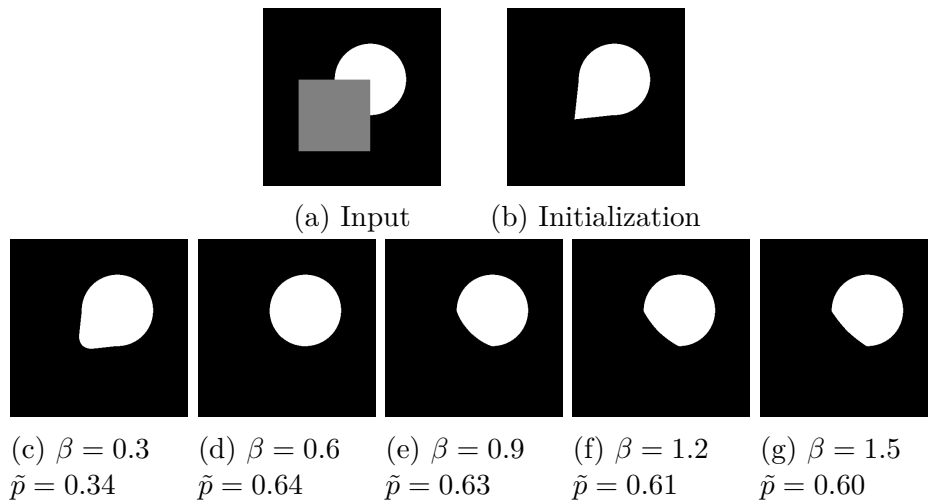 (a) Input
(b) Initialization
(c) β = 0.3
p̃ = 0.34
(d) β = 0.6
p̃ = 0.64
(e) β = 0.9
p̃ = 0.63
(f) β = 1.2
p̃ = 0.61
(g) β = 1.5
p̃ = 0.60